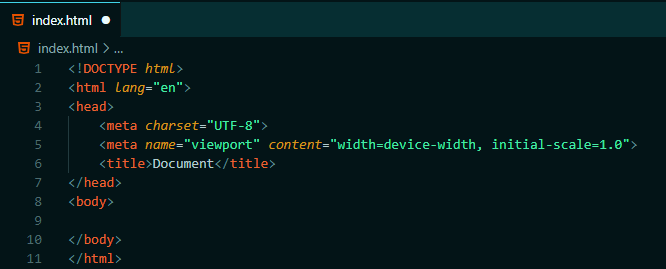 index.html
index.html > ...
1 <!DOCTYPE html>
2 <html lang="en">
3 <head>
4     <meta charset="UTF-8">
5     <meta name="viewport" content="width=device-width, initial-scale=1.0">
6     <title>Document</title>
7 </head>
8 <body>
9
10 </body>
11 </html>